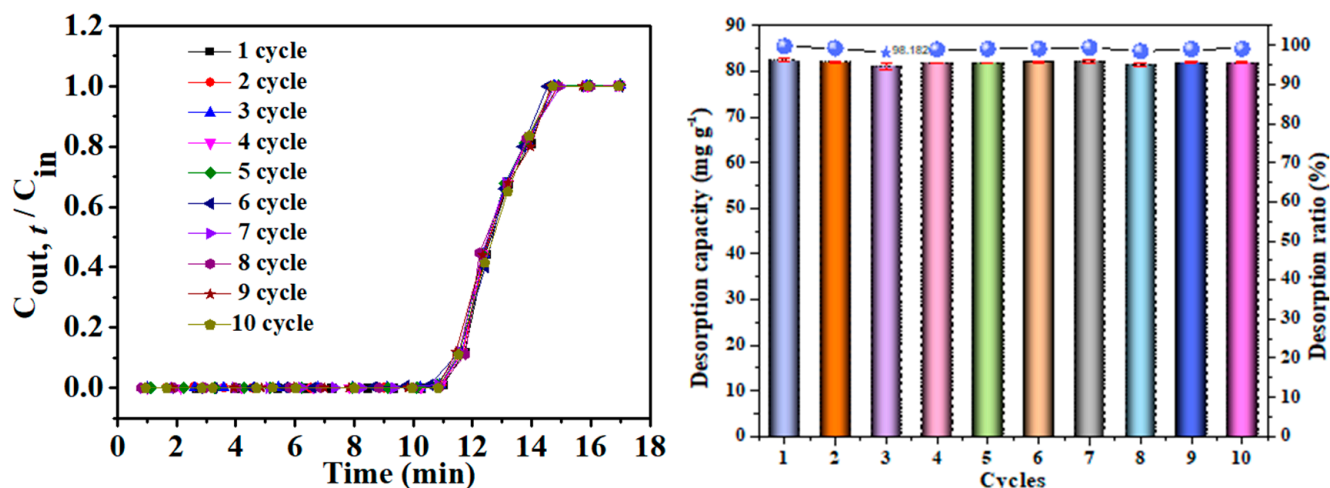 C out, t / C in
1.2
1.0
0.8
0.6
0.4
0.2
0.0
1 cycle
2 cycle
3 cycle
4 cycle
5 cycle
6 cycle
7 cycle
8 cycle
9 cycle
10 cycle
0 2 4 6 8 10 12 14 16 18
Time (min)
Desorption capacity (mg g⁻¹)
90
80
70
60
50
40
30
20
10
0
98.182
1 2 3 4 5 6 7 8 9 10
Cycles
100
90
80
70
60
50
40
30
20
10
0
Desorption ratio (%)